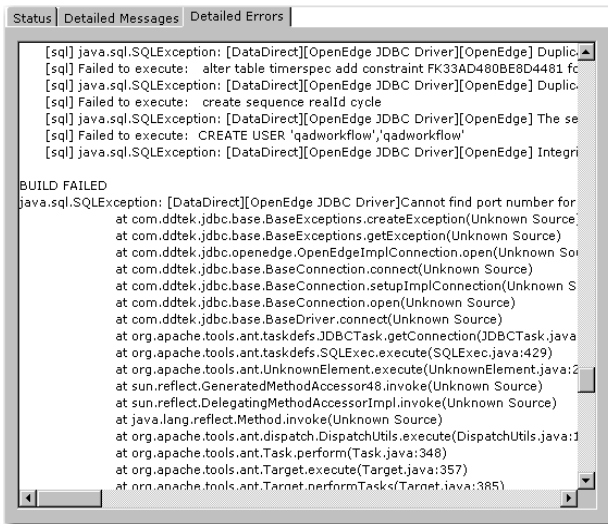 Status Detailed Messages Detailed Errors
[sql] java.sql.SQLException: [DataDirect][OpenEdge JDBC Driver][OpenEdge] Duplic
[sql] Failed to execute: alter table timerspec add constraint FK33AD480BE8D4481 fo
[sql] java.sql.SQLException: [DataDirect][OpenEdge JDBC Driver][OpenEdge] Duplic
[sql] Failed to execute: create sequence realId cycle
[sql] java.sql.SQLException: [DataDirect][OpenEdge JDBC Driver][OpenEdge] The se
[sql] Failed to execute: CREATE USER 'qadworkflow','qadworkflow'
[sql] java.sql.SQLException: [DataDirect][OpenEdge JDBC Driver][OpenEdge] Integri
BUILD FAILED
java.sql.SQLException: [DataDirect][OpenEdge JDBC Driver]Cannot find port number for
at com.ddtek.jdbc.base.BaseExceptions.createException(Unknown Source)
at com.ddtek.jdbc.base.BaseExceptions.getException(Unknown Source)
at com.ddtek.jdbc.openedge.OpenEdgeImplConnection.open(Unknown Sou
at com.ddtek.jdbc.base.BaseConnection.connect(Unknown Source)
at com.ddtek.jdbc.base.BaseConnection.setupImplConnection(Unknown S
at com.ddtek.jdbc.base.BaseConnection.open(Unknown Source)
at com.ddtek.jdbc.base.BaseDriver.connect(Unknown Source)
at org.apache.tools.ant.taskdefs.JDBCTask.getConnection(JDBCTask.java
at org.apache.tools.ant.taskdefs.SQLExec.execute(SQLExec.java:429)
at org.apache.tools.ant.UnknownElement.execute(UnknownElement.java:2
at sun.reflect.GeneratedMethodAccessor48.invoke(Unknown Source)
at sun.reflect.DelegatingMethodAccessorImpl.invoke(Unknown Source)
at java.lang.reflect.Method.invoke(Unknown Source)
at org.apache.tools.ant.dispatch.DispatchUtils.execute(DispatchUtils.java:1
at org.apache.tools.ant.Task.perform(Task.java:348)
at org.apache.tools.ant.Target.execute(Target.java:357)
at org.apache.tools.ant.Target.performTasks(Target.java:385)